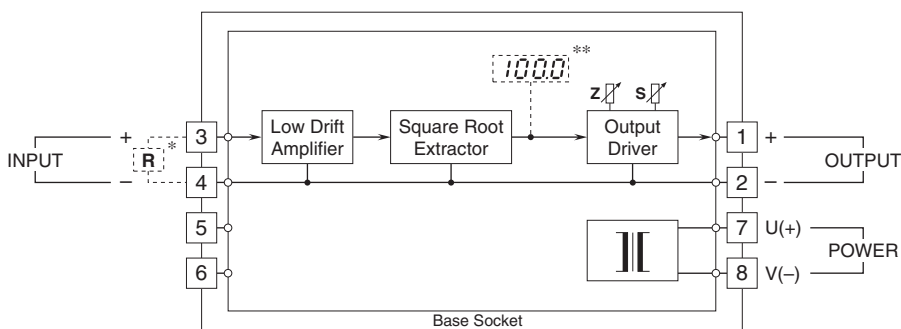 100.0 **
Z S
3 Low Drift Amplifier Square Root Extractor Output Driver 1 +
+
INPUT R * OUTPUT
–
4 2 –
5 7 U(+)
POWER
6 8 V(–)
Base Socket